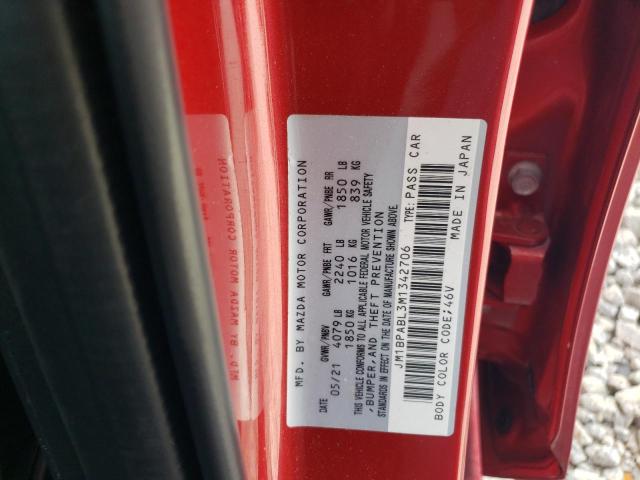 MFD. BY MAZDA MOTOR CORPORATION
DATE GVWR/PNBV GAWR/PNBE FRT GAWR/PNBE RR
05/21 4079 LB 2240 LB 1850 LB
1850 KG 1016 KG 839 KG
THIS VEHICLE CONFORMS TO ALL APPLICABLE FEDERAL MOTOR VEHICLE SAFETY
,BUMPER,AND THEFT PREVENTION
STANDARDS IN EFFECT ON THE DATE OF MANUFACTURE SHOWN ABOVE.
JM1BPABL3M1342706 TYPE: PASS CAR
BODY COLOR CODE:46V MADE IN JAPAN